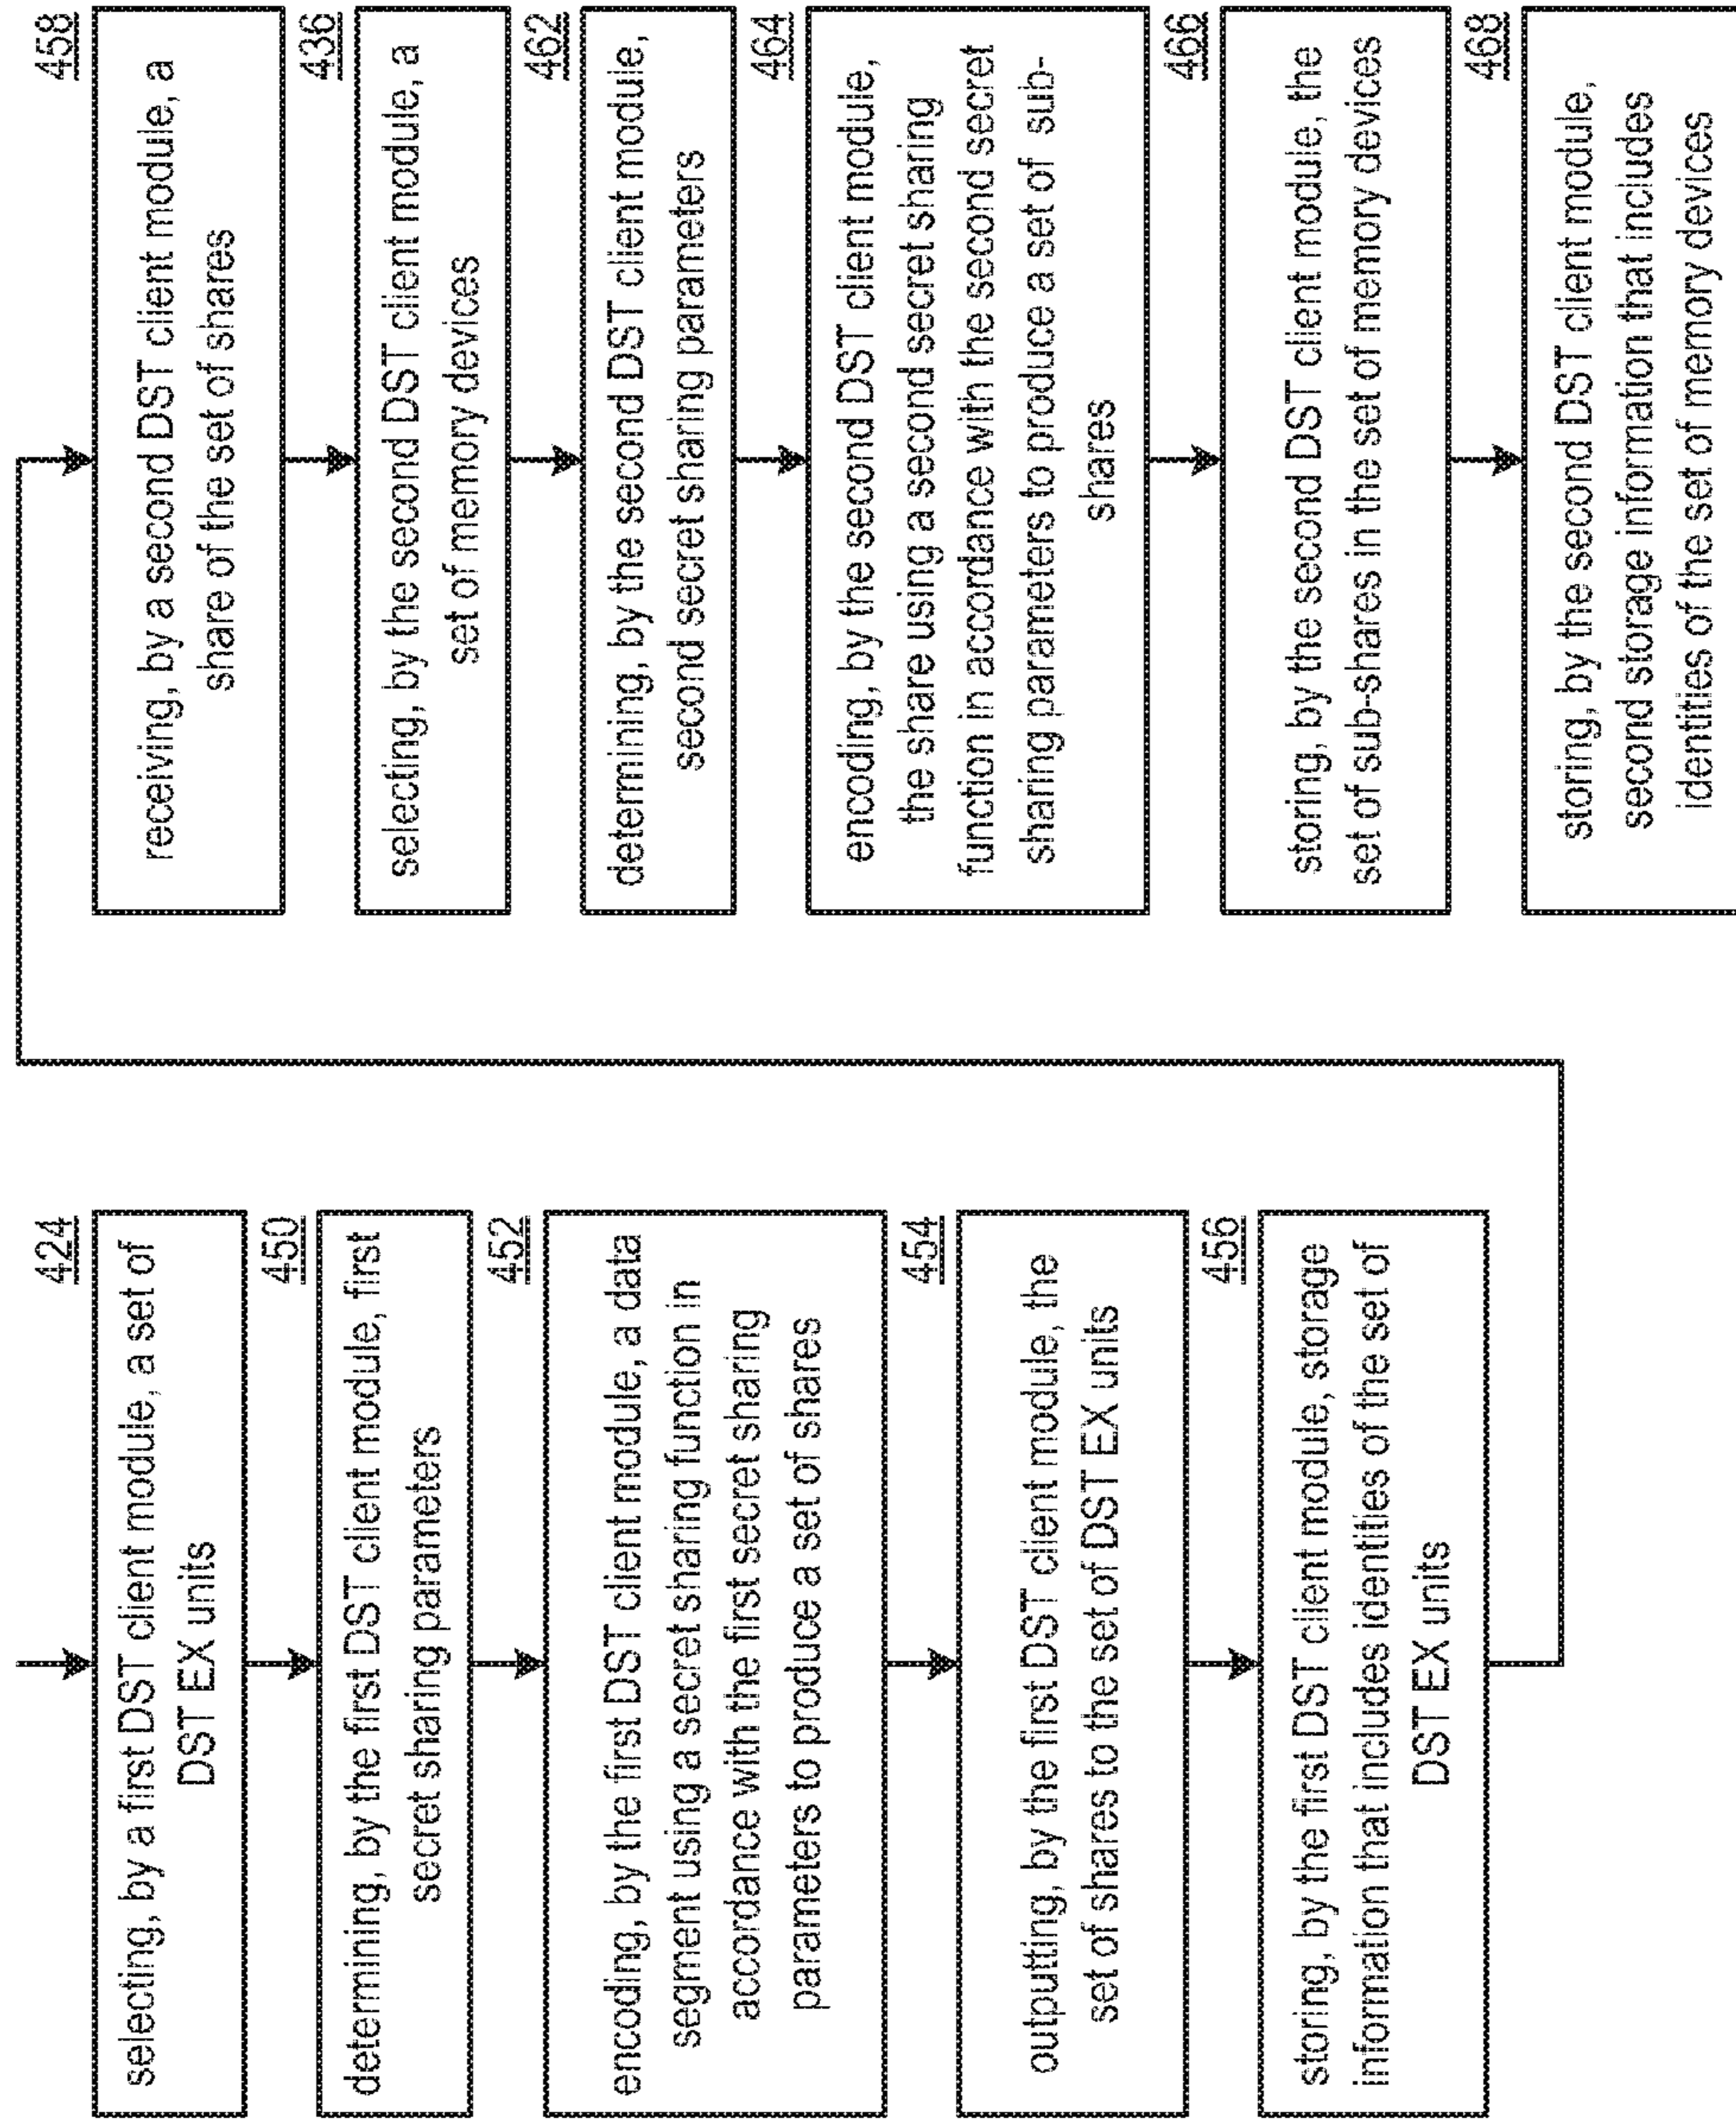 424
selecting, by a first DST client module, a set of
DST EX units
450
determining, by the first DST client module, first
secret sharing parameters
452
encoding, by the first DST client module, a data
segment using a secret sharing function in
accordance with the first secret sharing
parameters to produce a set of shares
454
outputting, by the first DST client module, the
set of shares to the set of DST EX units
456
storing, by the first DST client module, storage
information that includes identities of the set of
DST EX units
458
receiving, by a second DST client module, a
share of the set of shares
436
selecting, by the second DST client module, a
set of memory devices
462
determining, by the second DST client module,
second secret sharing parameters
464
encoding, by the second DST client module,
the share using a second secret sharing
function in accordance with the second secret
sharing parameters to produce a set of sub-
shares
466
storing, by the second DST client module, the
set of sub-shares in the set of memory devices
468
storing, by the second DST client module,
second storage information that includes
identities of the set of memory devices